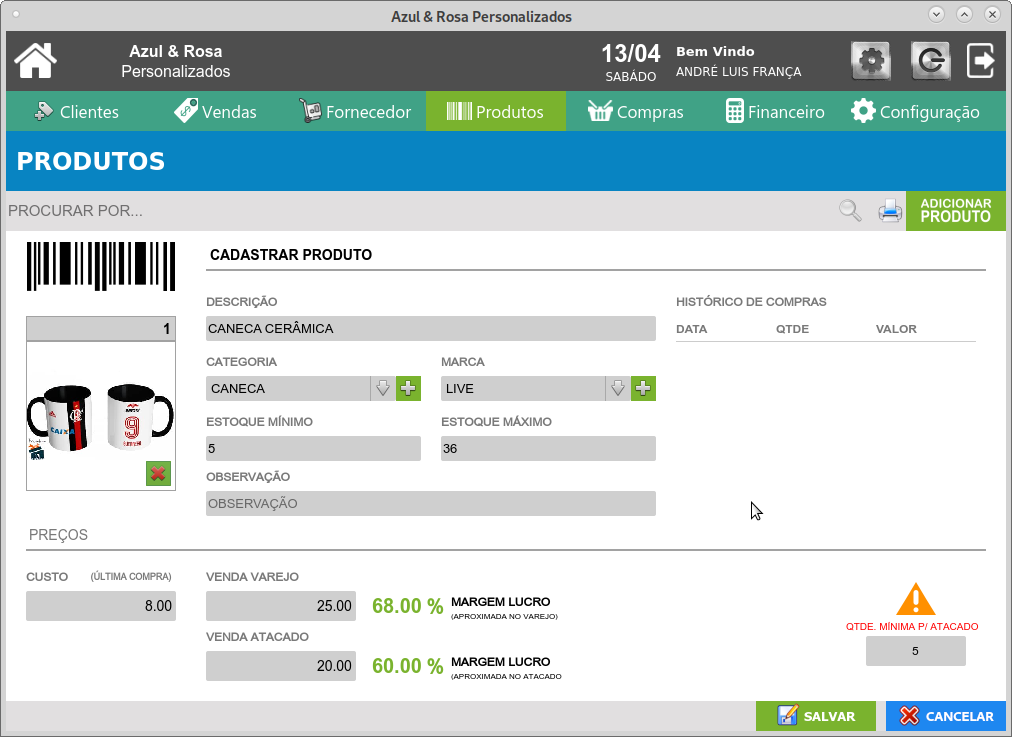 Azul & Rosa Personalizados
Azul & Rosa
Personalizados
13/04
SABÁDO
Bem Vindo
ANDRÉ LUIS FRANÇA
Clientes
Vendas
Fornecedor
Produtos
Compras
Financeiro
Configuração
PRODUTOS
PROCURAR POR...
ADICIONAR
PRODUTO
CADASTRAR PRODUTO
1
DESCRIÇÃO
CANECA CERÂMICA
CATEGORIA
MARCA
CANECA
LIVE
ESTOQUE MÍNIMO
ESTOQUE MÁXIMO
5
36
OBSERVAÇÃO
OBSERVAÇÃO
HISTÓRICO DE COMPRAS
DATA QTDE VALOR
CAIXA
9
PREÇOS
CUSTO (ÚLTIMA COMPRA)
8.00
VENDA VAREJO
25.00
68.00 %
MARGEM LUCRO
(APROXIMADA NO VAREJO)
VENDA ATACADO
20.00
60.00 %
MARGEM LUCRO
(APROXIMADA NO ATACADO
QTDE. MÍNIMA P/ ATACADO
5
SALVAR
CANCELAR